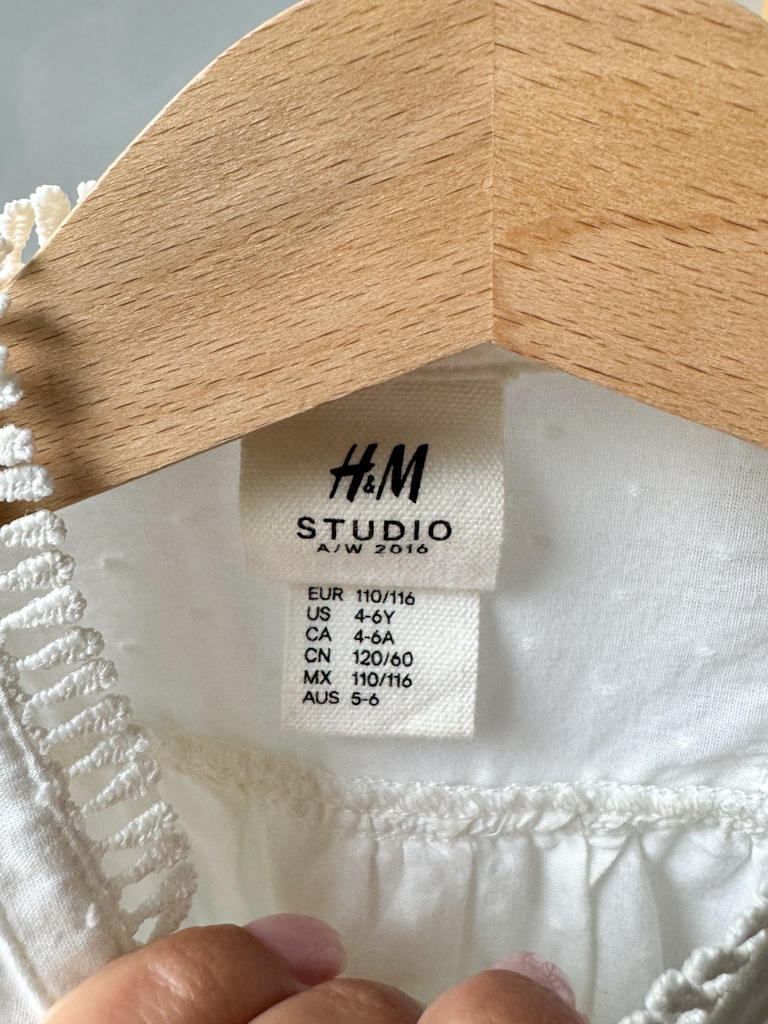 H&M
STUDIO
A/W 2016
EUR 110/116
US 4-6Y
CA 4-6A
CN 120/60
MX 110/116
AUS 5-6